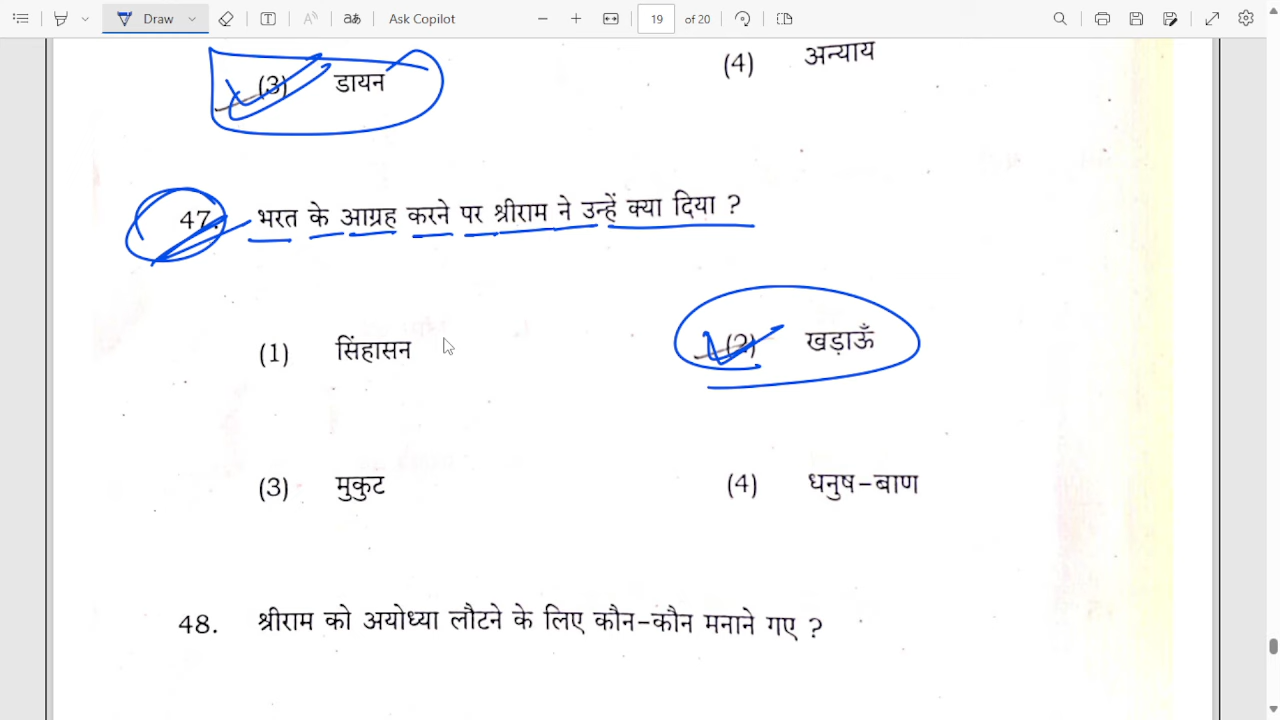 Draw
Ask Copilot
19 of 20
(3) डायन
(4) अन्याय
47. भरत के आग्रह करने पर श्रीराम ने उन्हें क्या दिया ?
(1) सिंहासन
(2) खड़ाऊँ
(3) मुकुट
(4) धनुष-बाण
48. श्रीराम को अयोध्या लौटने के लिए कौन-कौन मनाने गए ?